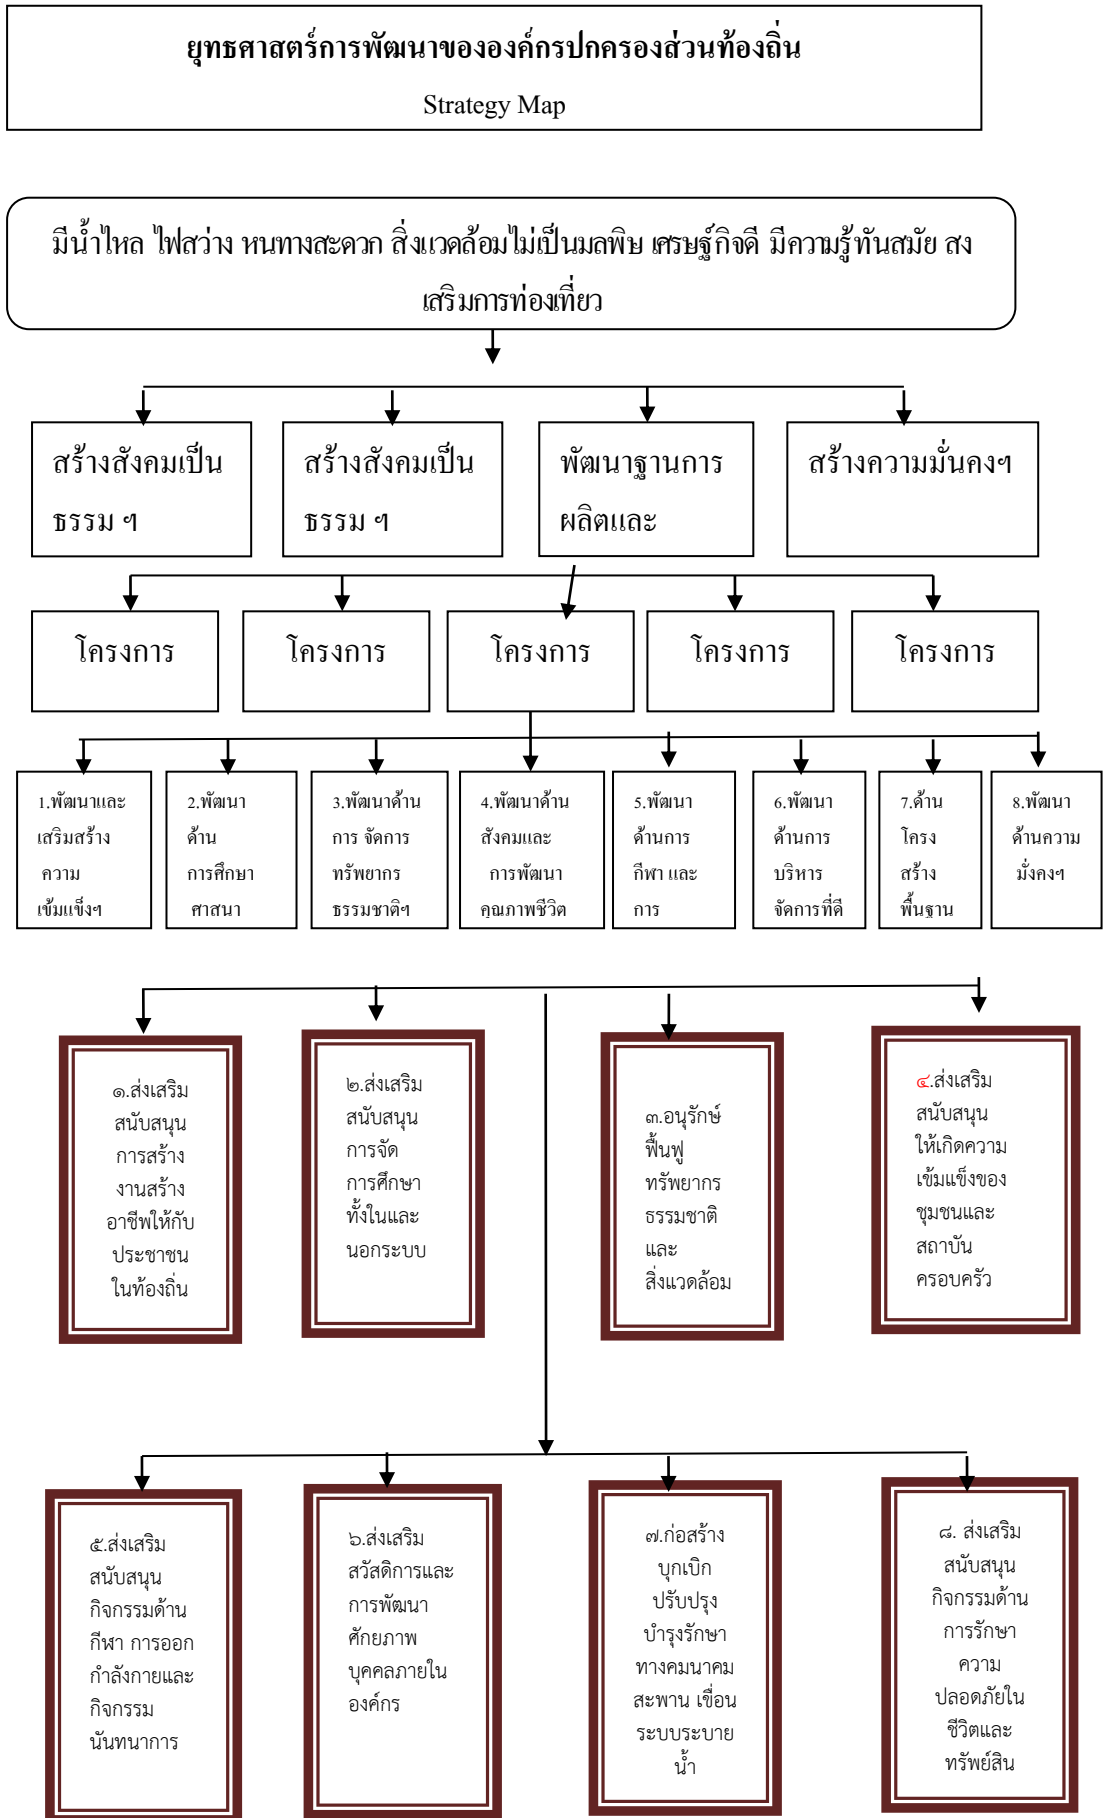 ยุทธศาสตร์การพัฒนาขององค์กรปกครองส่วนท้องถิ่น
Strategy Map
มีน้ำไหล ไฟสว่าง หนทางสะดวก สิ่งแวดล้อมไม่เป็นมลพิษ เศรษฐ์กิจดี มีความรู้ทันสมัย สง
เสริมการท่องเที่ยว
สร้างสังคมเป็น
ธรรม ฯ
สร้างสังคมเป็น
ธรรม ฯ
พัฒนาฐานการ
ผลิตและ
สร้างความมั่นคงฯ
โครงการ
โครงการ
โครงการ
โครงการ
โครงการ
1.พัฒนาและ
เสริมสร้าง
ความ
เข้มแข็งฯ
2.พัฒนา
ด้าน
การศึกษา
ศาสนา
3.พัฒนาด้าน
การ จัดการ
ทรัพยากร
ธรรมชาติฯ
4.พัฒนาด้าน
สังคมและ
การพัฒนา
คุณภาพชีวิต
5.พัฒนา
ด้านการ
กีฬา และ
การ
6.พัฒนา
ด้านการ
บริหาร
จัดการที่ดี
7.ด้าน
โครง
สร้าง
พื้นฐาน
8.พัฒนา
ด้านความ
มั่งคงฯ
๑.ส่งเสริม
สนับสนุน
การสร้าง
งานสร้าง
อาชีพให้กับ
ประชาชน
ในท้องถิ่น
๒.ส่งเสริม
สนับสนุน
การจัด
การศึกษา
ทั้งในและ
นอกระบบ
๓.อนุรักษ์
ฟื้นฟู
ทรัพยากร
ธรรมชาติ
และ
สิ่งแวดล้อม
๔.ส่งเสริม
สนับสนุน
ให้เกิดความ
เข้มแข็งของ
ชุมชนและ
สถาบัน
ครอบครัว
๕.ส่งเสริม
สนับสนุน
กิจกรรมด้าน
กีฬา การออก
กำลังกายและ
กิจกรรม
นันทนาการ
๖.ส่งเสริม
สวัสดิการและ
การพัฒนา
ศักยภาพ
บุคคลภายใน
องค์กร
๗.ก่อสร้าง
บุกเบิก
ปรับปรุง
บำรุงรักษา
ทางคมนาคม
สะพาน เขื่อน
ระบบระบาย
น้ำ
๘. ส่งเสริม
สนับสนุน
กิจกรรมด้าน
การรักษา
ความ
ปลอดภัยใน
ชีวิตและ
ทรัพย์สิน